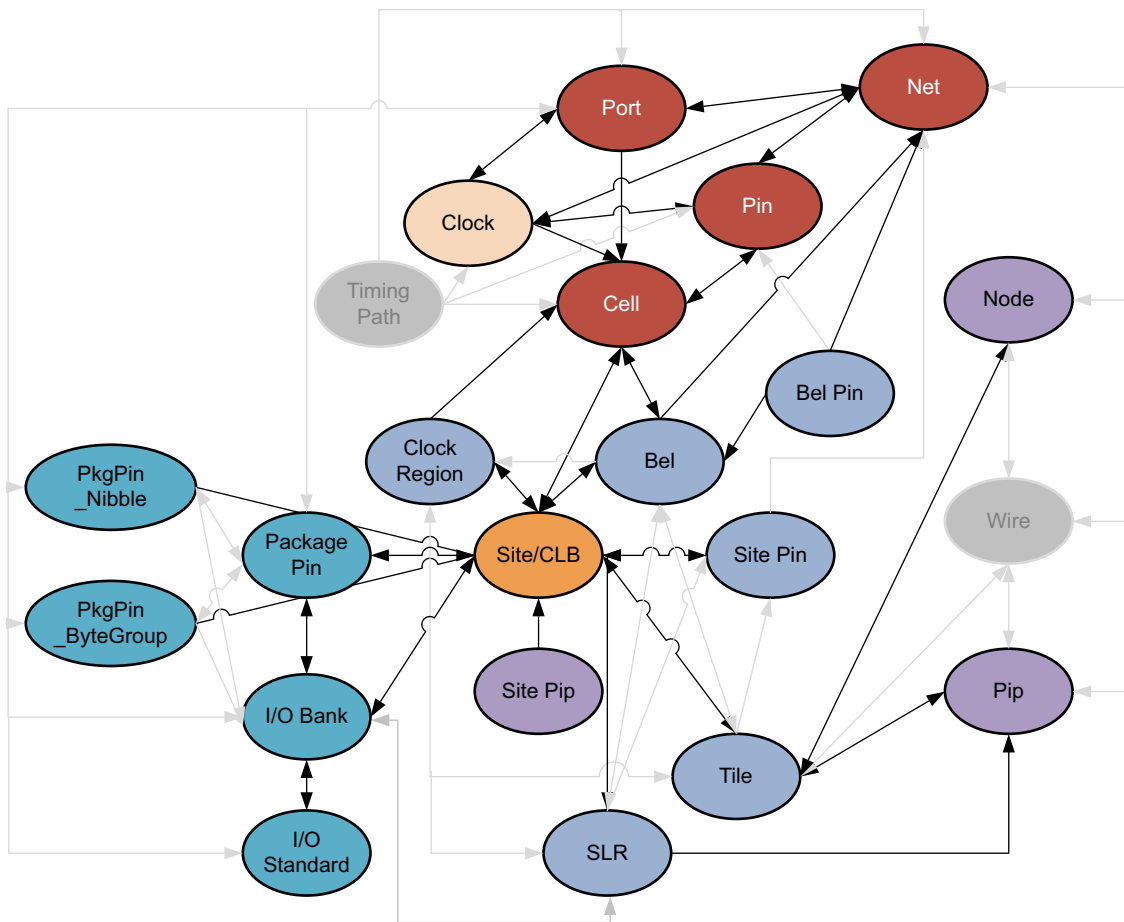 Net
Port
Pin
Clock
Timing
Path
Cell
Node
Bel Pin
Clock
Region
Bel
PkgPin
_Nibble
Wire
Package
Pin
Site/CLB
Site Pin
PkgPin
_ByteGroup
Site Pip
Pip
I/O Bank
Tile
I/O
Standard
SLR